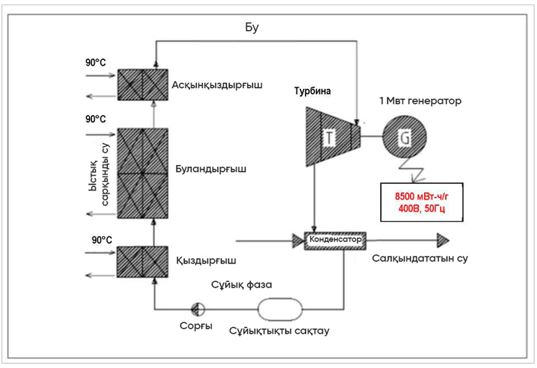 Бу
90°C
Асқынқыздырғыш
Турбина
1 Мвт генератор
90°C
T
G
Ыстық
сарқынды су
Буландырғыш
8500 мВт-ч/г
400В, 50Гц
90°C
Конденсатор
Қыздырғыш
Салқындататын су
Сұйық фаза
Сорғы
Сұйықтықты сақтау